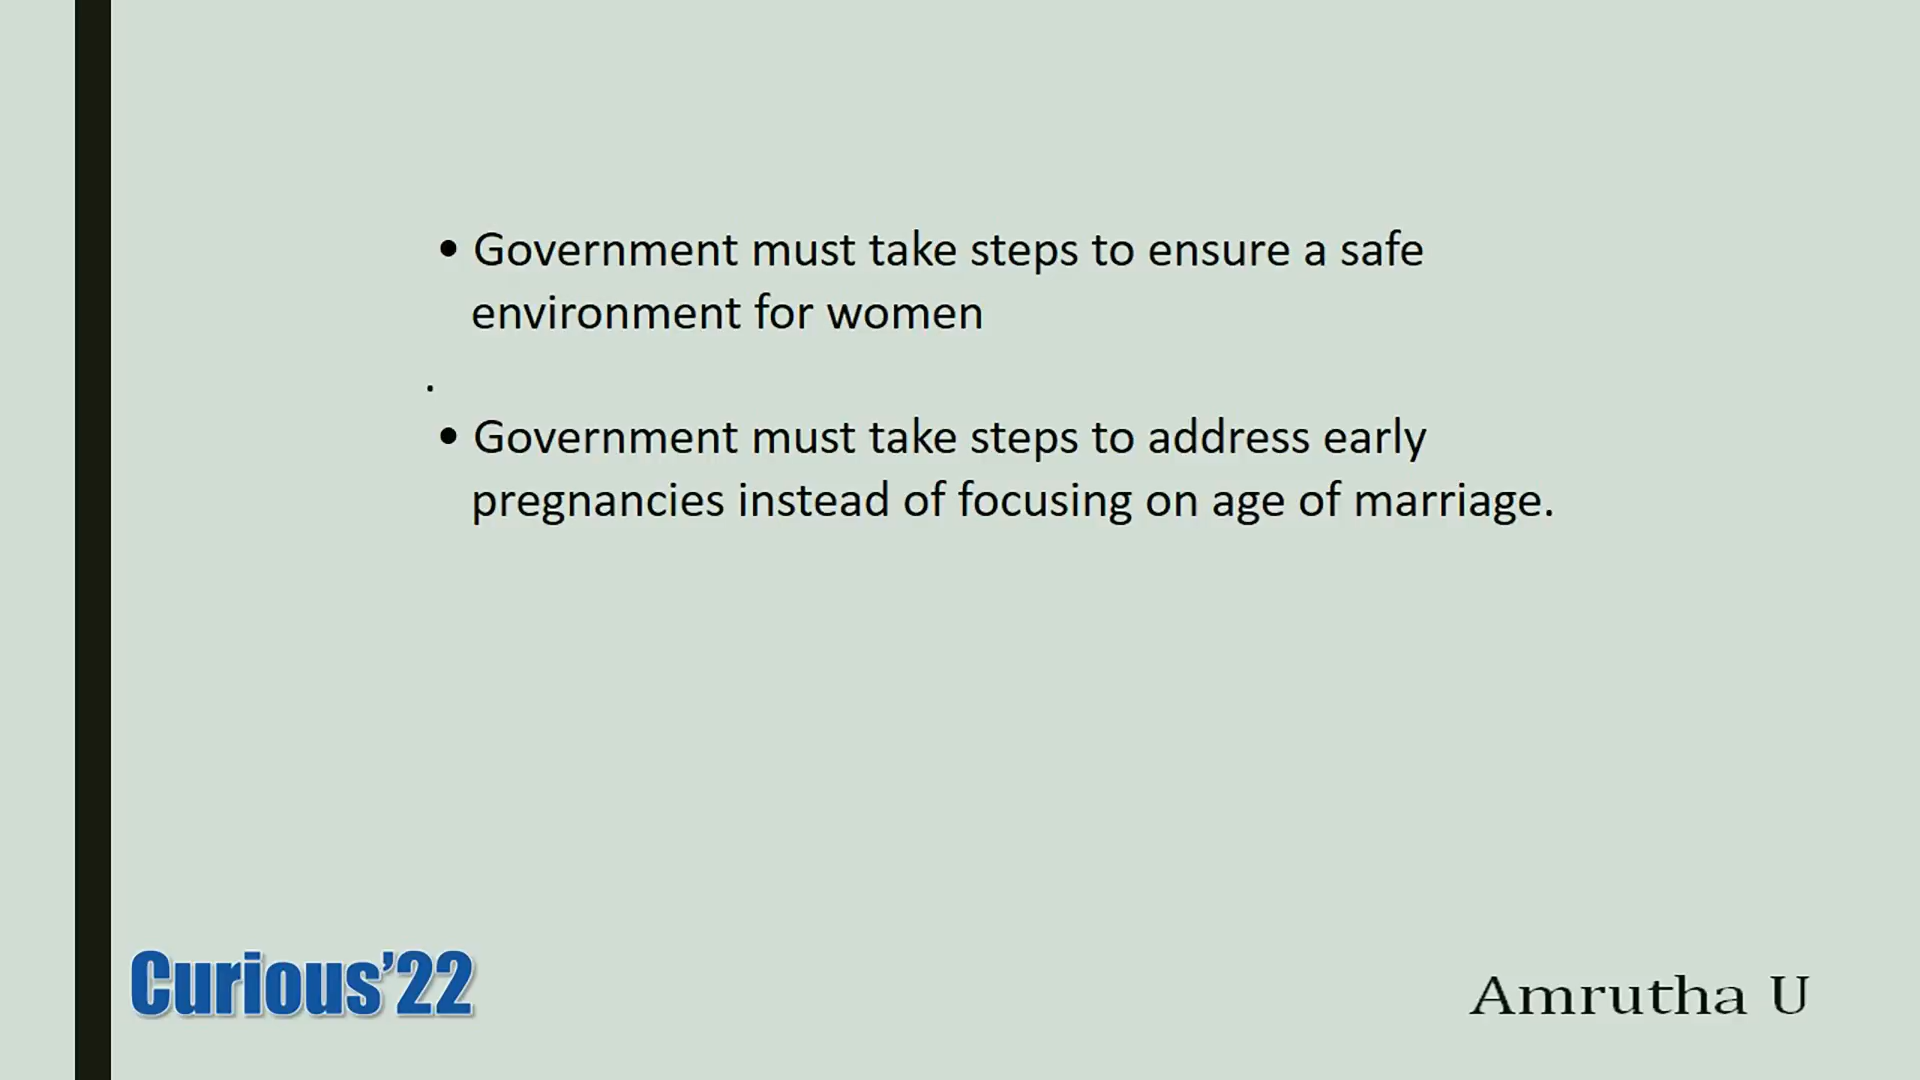 • Government must take steps to ensure a safe
environment for women
.
• Government must take steps to address early
pregnancies instead of focusing on age of marriage.
Curious’22
Amrutha U